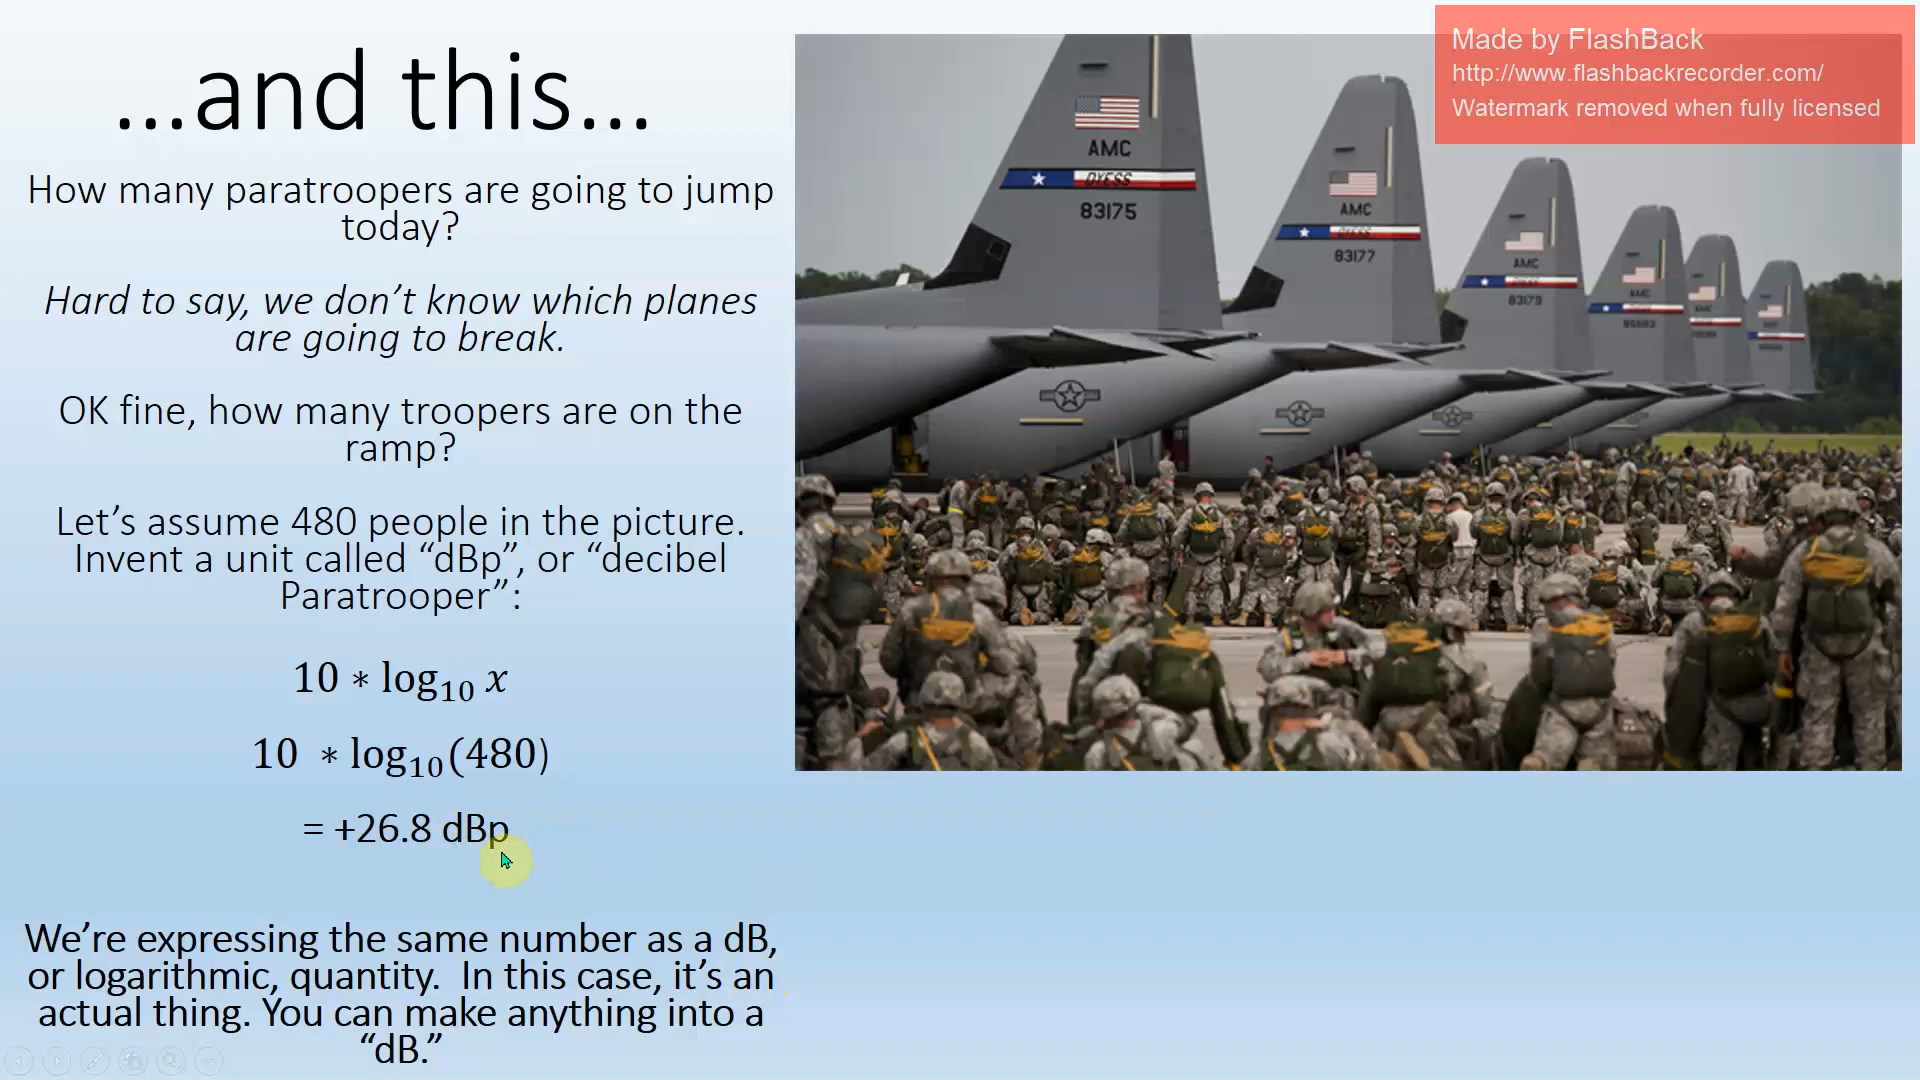 ...and this...
How many paratroopers are going to jump
today?
Hard to say, we don't know which planes
are going to break.
OK fine, how many troopers are on the
ramp?
Let's assume 480 people in the picture.
Invent a unit called "dBp", or "decibel
Paratrooper":
10 ∗ log₁₀ x
10 ∗ log₁₀(480)
= +26.8 dBp
We're expressing the same number as a dB,
or logarithmic, quantity. In this case, it's an
actual thing. You can make anything into a
"dB."
Made by FlashBack
http://www.flashbackrecorder.com/
Watermark removed when fully licensed
AMC
DYESS
83175
AMC
DYESS
83177
AMC
83179
AMC